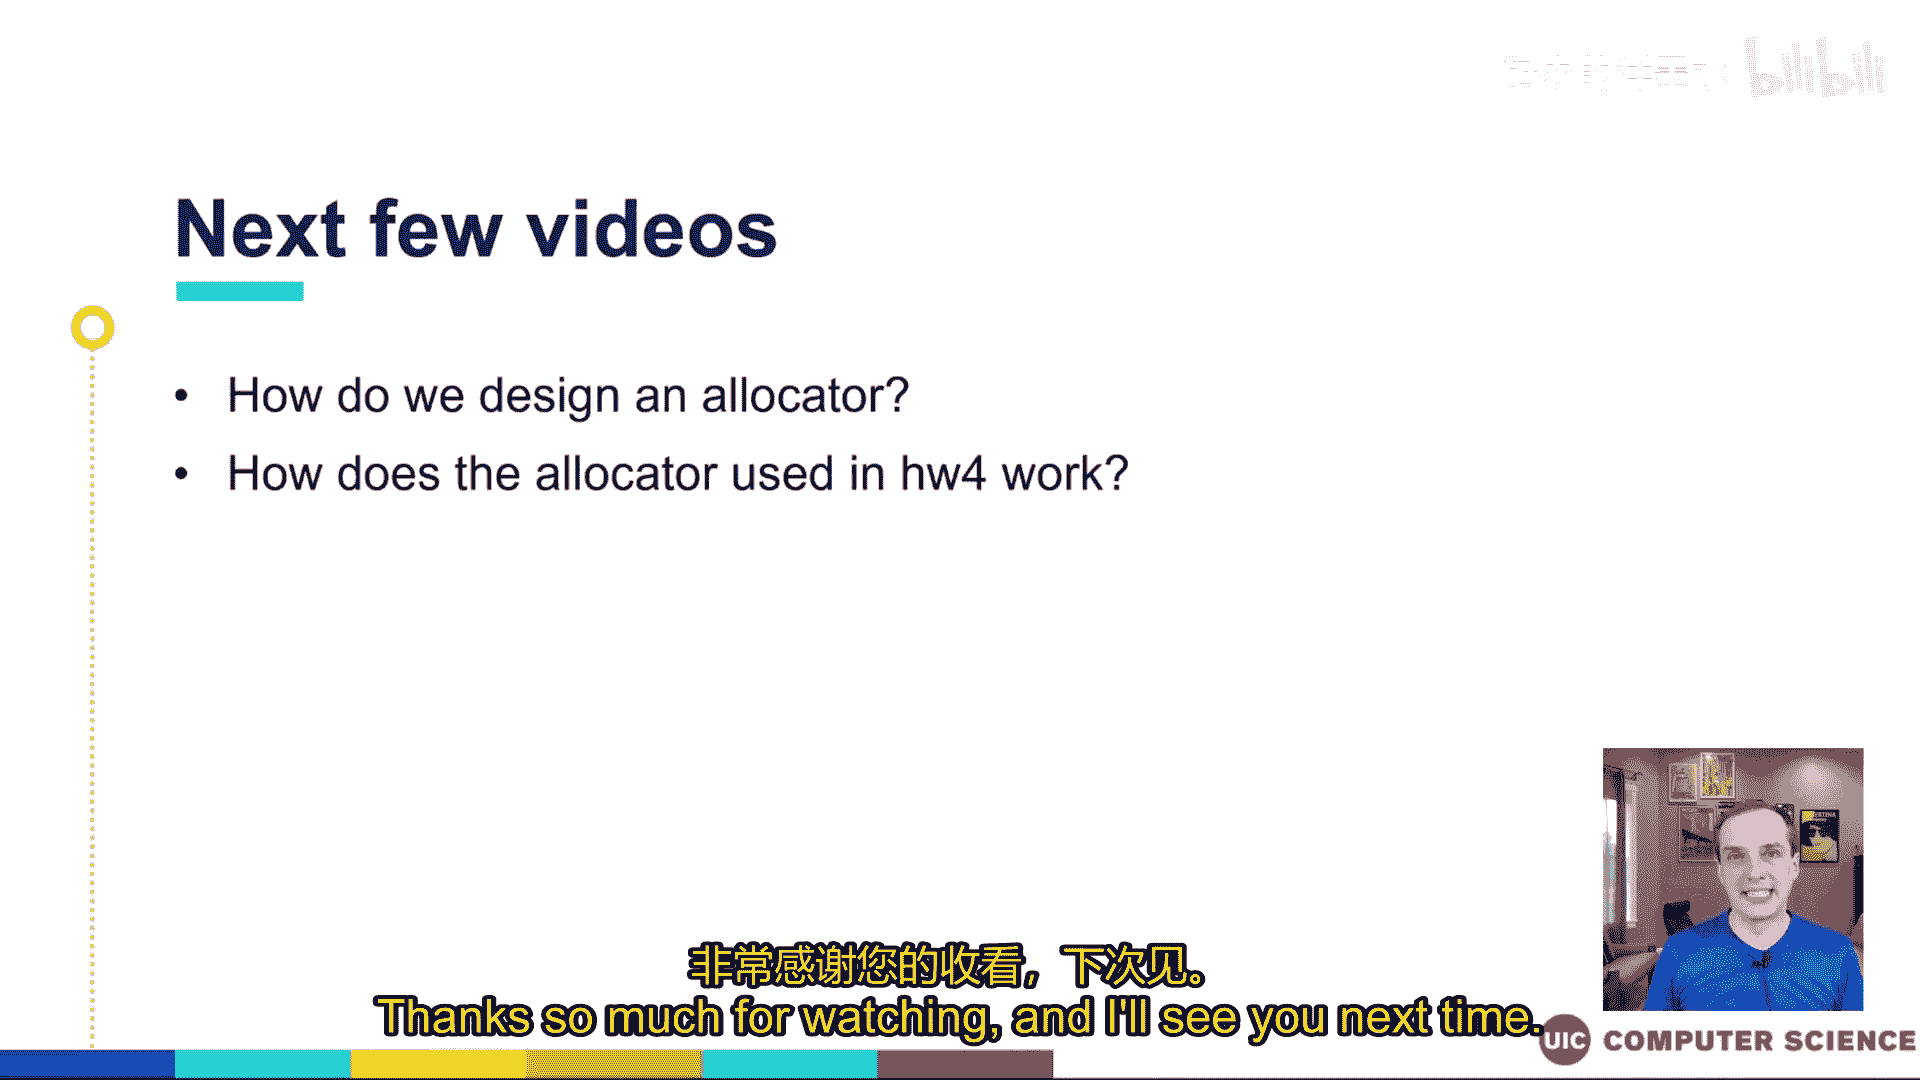 bilibili
Next few videos
• How do we design an allocator?
• How does the allocator used in hw4 work?
非常感谢您的收看，下次见。
Thanks so much for watching, and I'll see you next time.
UIC COMPUTER SCIENCE